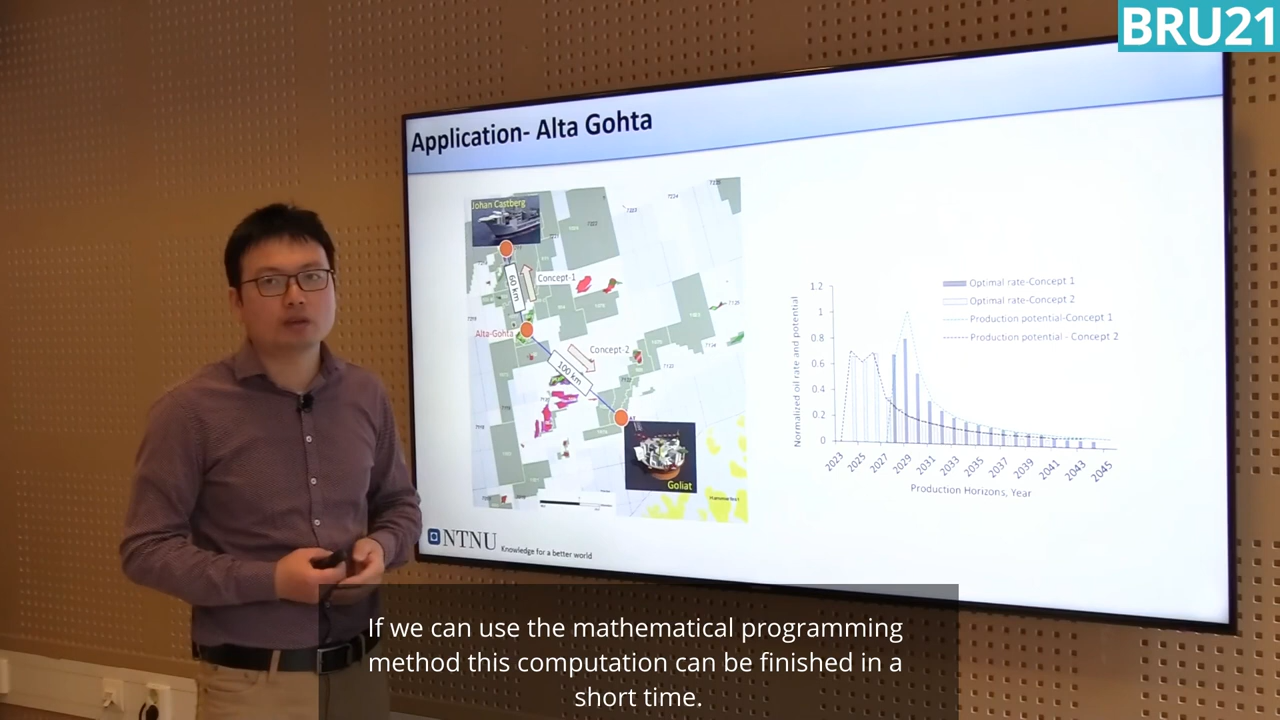 BRU21
Application- Alta Gohta
Johan Castberg
Concept-1
60 km
Alta-Gohta
Concept-2
100 km
Goliat
Hammerfest
Normalized oil rate and potential
1.2
1
0.8
0.6
0.4
0.2
0
Optimal rate-Concept 1
Optimal rate-Concept 2
Production potential-Concept 1
Production potential - Concept 2
2023
2025
2027
2029
2031
2033
2035
2037
2039
2041
2043
2045
Production Horizons, Year
NTNU
Knowledge for a better world
If we can use the mathematical programming
method this computation can be finished in a
short time.